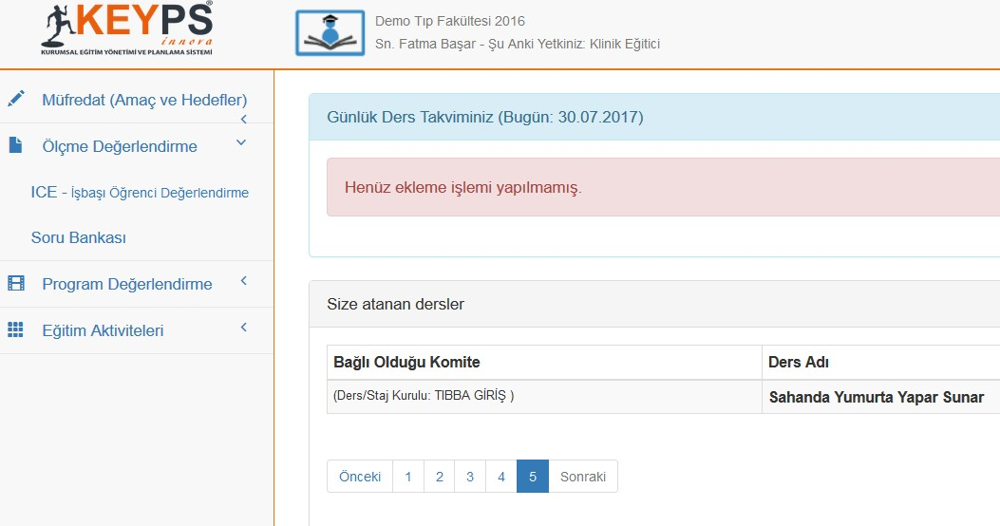 KEYPS®
innova
KURUMSAL EĞİTİM YÖNETİMİ VE PLANLAMA SİSTEMİ
Demo Tıp Fakültesi 2016
Sn. Fatma Başar - Şu Anki Yetkiniz: Klinik Eğitici
Müfredat (Amaç ve Hedefler)
Ölçme Değerlendirme
ICE - İşbaşı Öğrenci Değerlendirme
Soru Bankası
Program Değerlendirme
Eğitim Aktiviteleri
Günlük Ders Takviminiz (Bugün: 30.07.2017)
Henüz ekleme işlemi yapılmamış.
Size atanan dersler
Bağlı Olduğu Komite Ders Adı
(Ders/Staj Kurulu: TIBBA GİRİŞ ) Sahanda Yumurta Yapar Sunar
Önceki 1 2 3 4 5 Sonraki